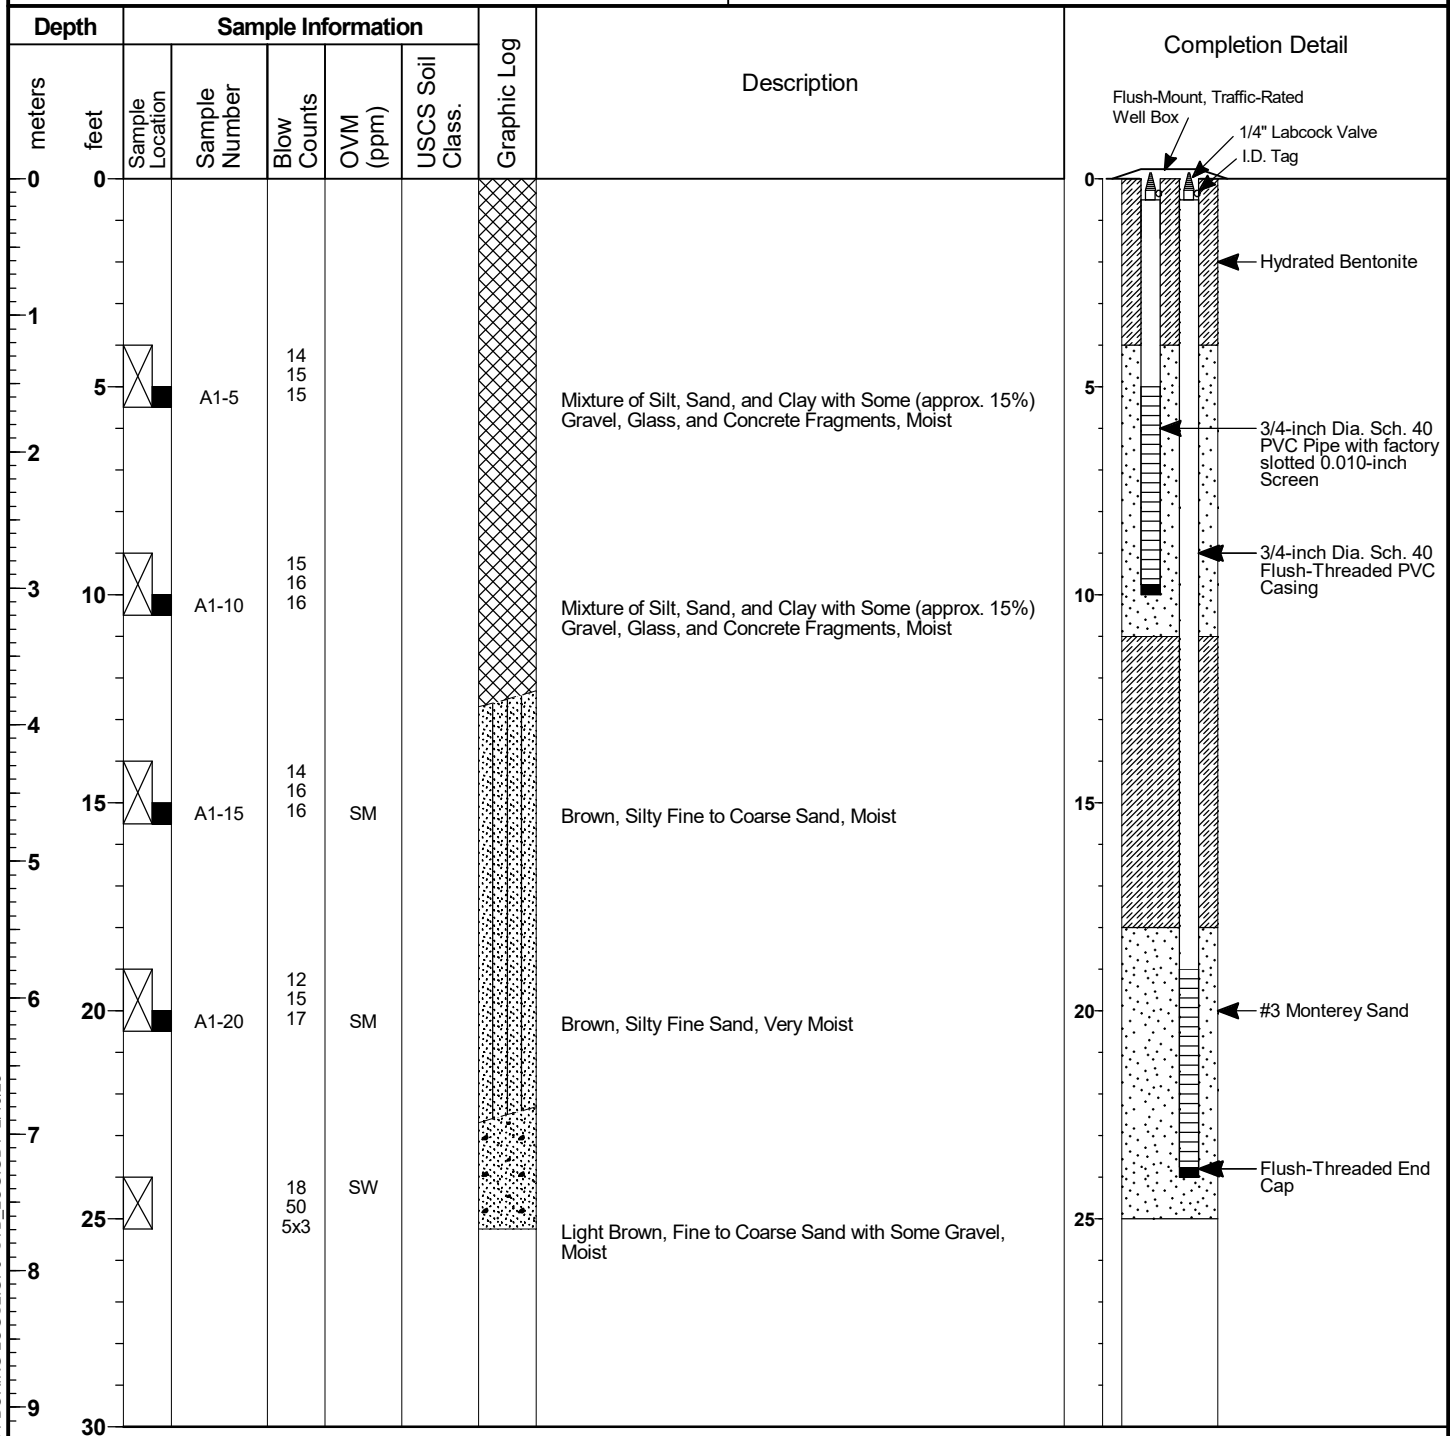 Depth
Sample Information
meters
feet
Sample
Location
Sample
Number
Blow
Counts
OVM
(ppm)
USCS Soil
Class.
Graphic Log
Description
Completion Detail
Flush-Mount, Traffic-Rated
Well Box
1/4" Labcock Valve
I.D. Tag
0
0
0
Hydrated Bentonite
1
14
15
15
5
A1-5
Mixture of Silt, Sand, and Clay with Some (approx. 15%)
Gravel, Glass, and Concrete Fragments, Moist
5
3/4-inch Dia. Sch. 40
PVC Pipe with factory
slotted 0.010-inch
Screen
2
15
16
16
3
10
A1-10
Mixture of Silt, Sand, and Clay with Some (approx. 15%)
Gravel, Glass, and Concrete Fragments, Moist
3/4-inch Dia. Sch. 40
Flush-Threaded PVC
Casing
10
4
14
16
16
15
A1-15
SM
Brown, Silty Fine to Coarse Sand, Moist
15
5
12
15
17
6
20
A1-20
SM
Brown, Silty Fine Sand, Very Moist
20
#3 Monterey Sand
7
18
50
5x3
SW
25
Light Brown, Fine to Coarse Sand with Some Gravel,
Moist
Flush-Threaded End
Cap
25
8
9
30